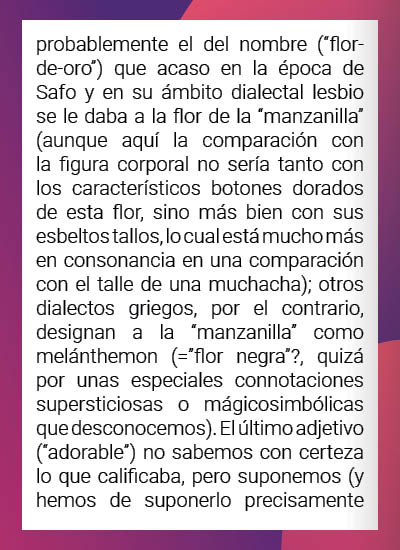 probablemente el del nombre (“flor-
de-oro”) que acaso en la época de
Safo y en su ámbito dialectal lesbio
se le daba a la flor de la “manzanilla”
(aunque aquí la comparación con
la figura corporal no sería tanto con
los característicos botones dorados
de esta flor, sino más bien con sus
esbeltos tallos, lo cual está mucho más
en consonancia en una comparación
con el talle de una muchacha); otros
dialectos griegos, por el contrario,
designan a la “manzanilla” como
melánthemon (=”flor negra”?, quizá
por unas especiales connotaciones
supersticiosas o mágicosimbólicas
que desconocemos). El último adjetivo
(“adorable”) no sabemos con certeza
lo que calificaba, pero suponemos (y
hemos de suponerlo precisamente